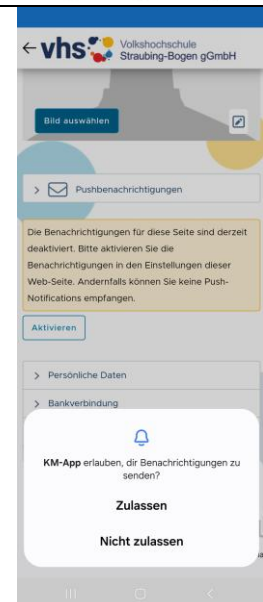 vhs
Volkshochschule
Straubing-Bogen gGmbH
Bild auswählen
Pushbenachrichtigungen
Die Benachrichtigungen für diese Seite sind derzeit
deaktiviert. Bitte aktivieren Sie die
Benachrichtigungen in den Einstellungen dieser
Web-Seite. Andernfalls können Sie keine Push-
Notifications empfangen.
Aktivieren
Persönliche Daten
Bankverbindung
KM-App erlauben, dir Benachrichtigungen zu
senden?
Zulassen
Nicht zulassen